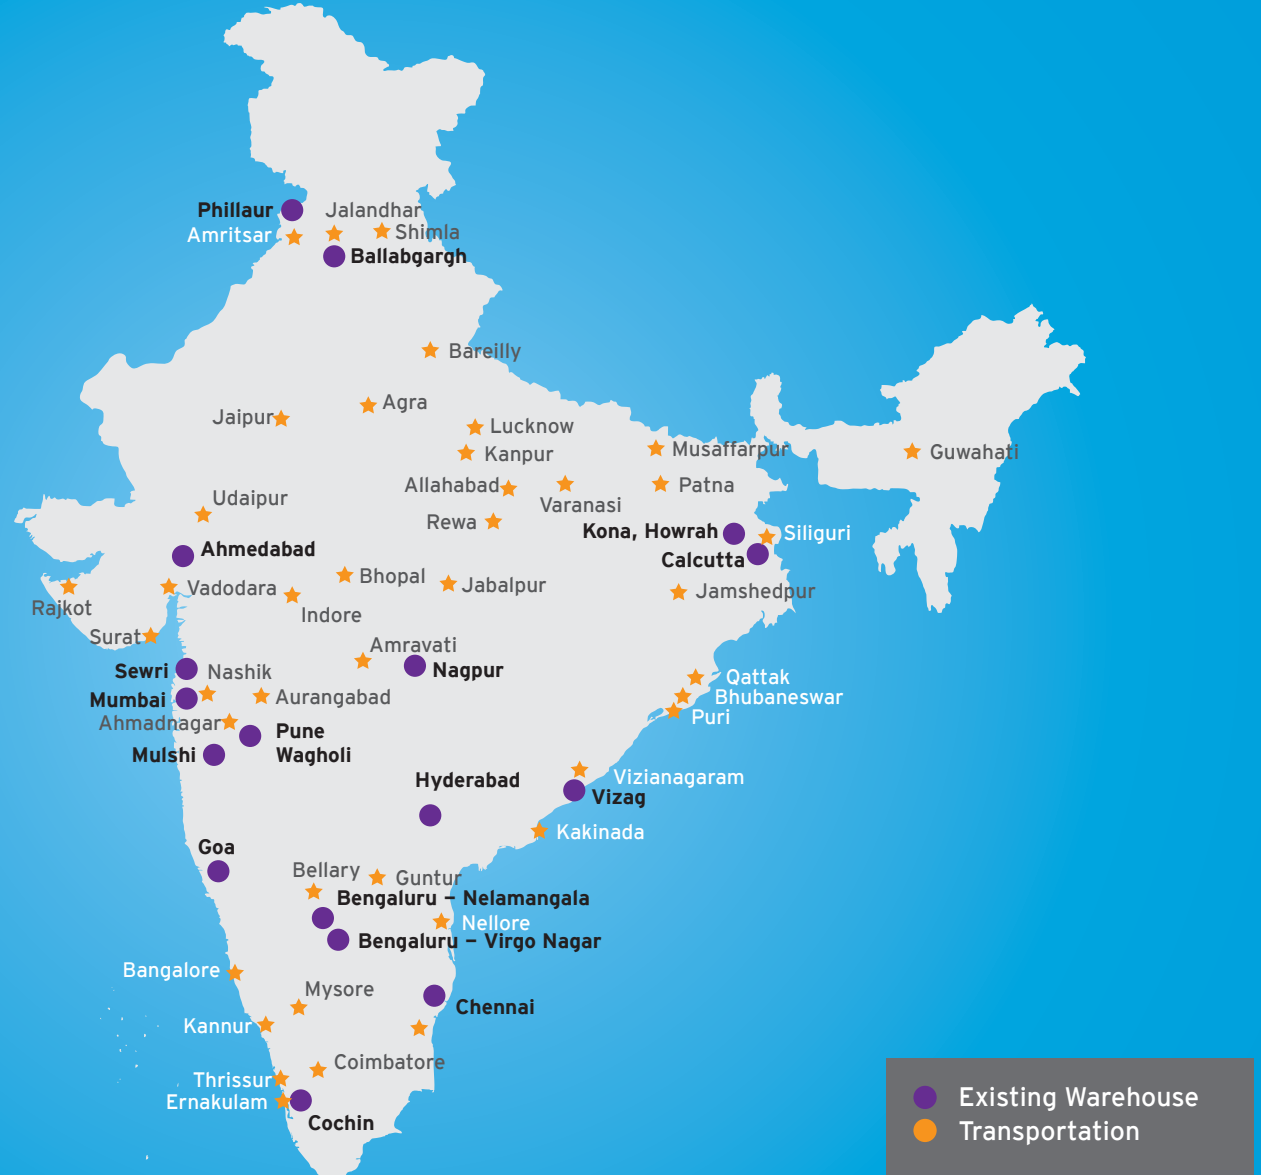 Phillaur
Jalandhar
Amritsar
Shimla
Ballabgargh
Bareilly
Agra
Jaipur
Lucknow
Kanpur
Musaffarpur
Guwahati
Allahabad
Patna
Udaipur
Varanasi
Rewa
Kona, Howrah
Siliguri
Ahmedabad
Calcutta
Bhopal
Jabalpur
Vadodara
Jamshedpur
Rajkot
Indore
Surat
Amravati
Sewri
Nashik
Nagpur
Qattak
Mumbai
Aurangabad
Bhubaneswar
Ahmadnagar
Puri
Pune
Wagholi
Mulshi
Hyderabad
Vizianagaram
Vizag
Kakinada
Goa
Bellary
Guntur
Bengaluru – Nelamangala
Nellore
Bengaluru – Virgo Nagar
Bangalore
Mysore
Chennai
Kannur
Coimbatore
Thrissur
Ernakulam
Cochin
Existing Warehouse
Transportation